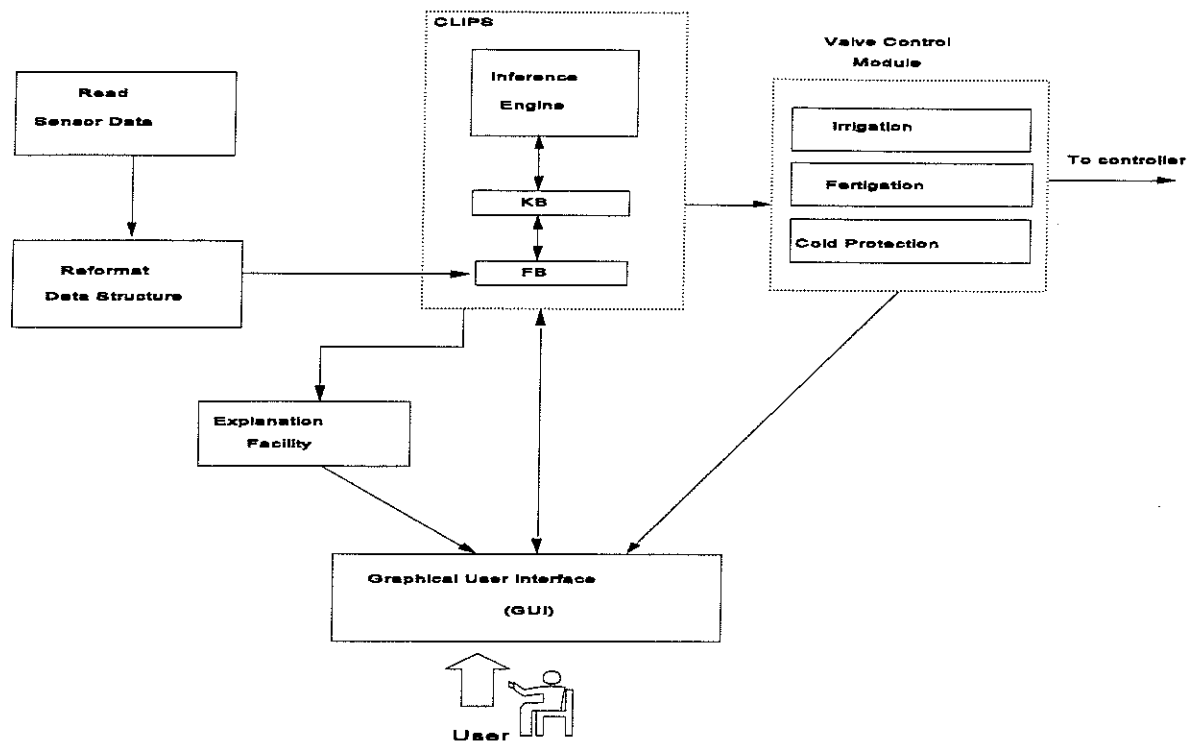 CLIPS
Inference
Engine
KB
FB
Read
Sensor Data
Reformat
Data Structure
Valve Control
Module
Irrigation
Fertigation
Cold Protection
To controller
Explanation
Facility
Graphical User Interface
(GUI)
User